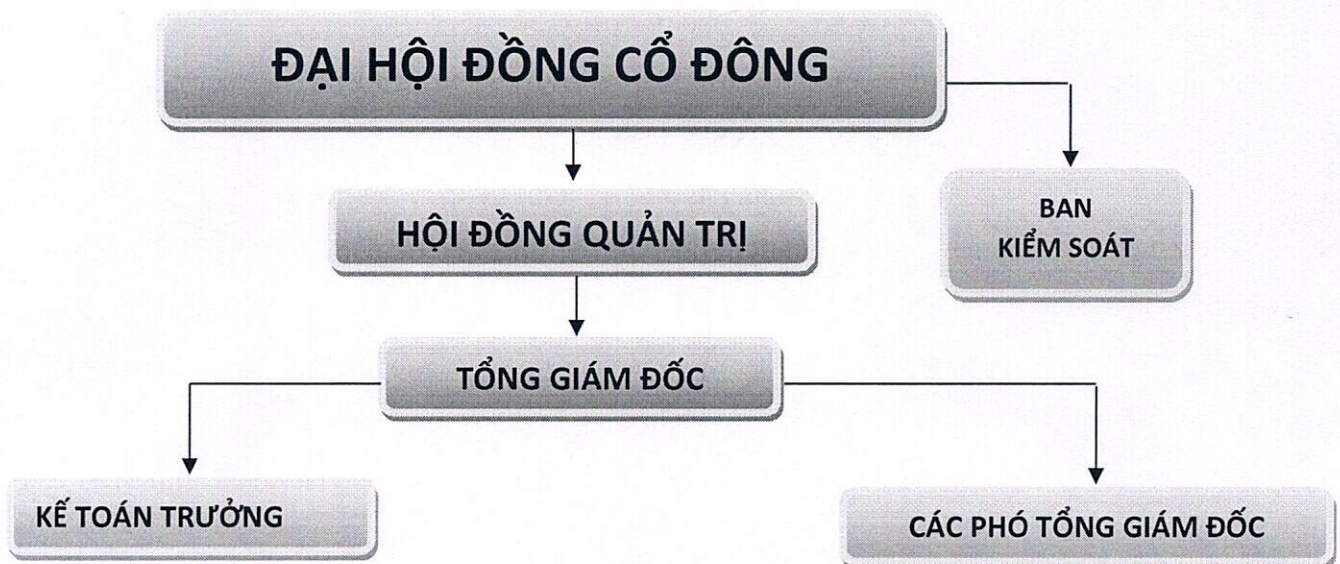 ĐẠI HỘI ĐỒNG CỔ ĐÔNG
HỘI ĐỒNG QUẢN TRỊ
BAN
KIỂM SOÁT
TỔNG GIÁM ĐỐC
KẾ TOÁN TRƯỞNG
CÁC PHÓ TỔNG GIÁM ĐỐC